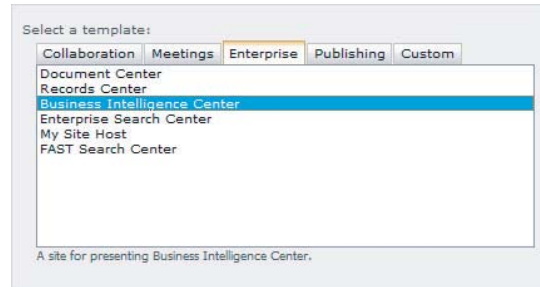 Select a template:
Collaboration Meetings Enterprise Publishing Custom
Document Center
Records Center
Business Intelligence Center
Enterprise Search Center
My Site Host
FAST Search Center
A site for presenting Business Intelligence Center.